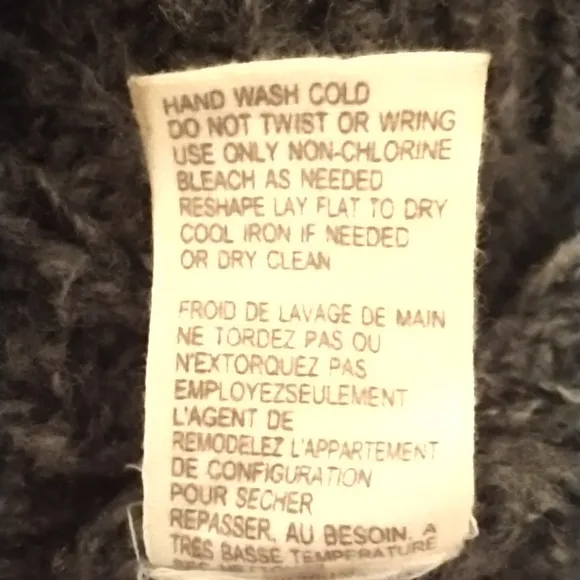 HAND WASH COLD
DO NOT TWIST OR WRING
USE ONLY NON-CHLORINE
BLEACH AS NEEDED
RESHAPE LAY FLAT TO DRY
COOL IRON IF NEEDED
OR DRY CLEAN
FROID DE LAVAGE DE MAIN
NE TORDEZ PAS OU
N'EXTORQUEZ PAS
EMPLOYEZSEULEMENT
L'AGENT DE
REMODELEZ L'APPARTEMENT
DE CONFIGURATION
POUR SECHER
REPASSER, AU BESOIN, A
TRES BASSE TEMPERATURE